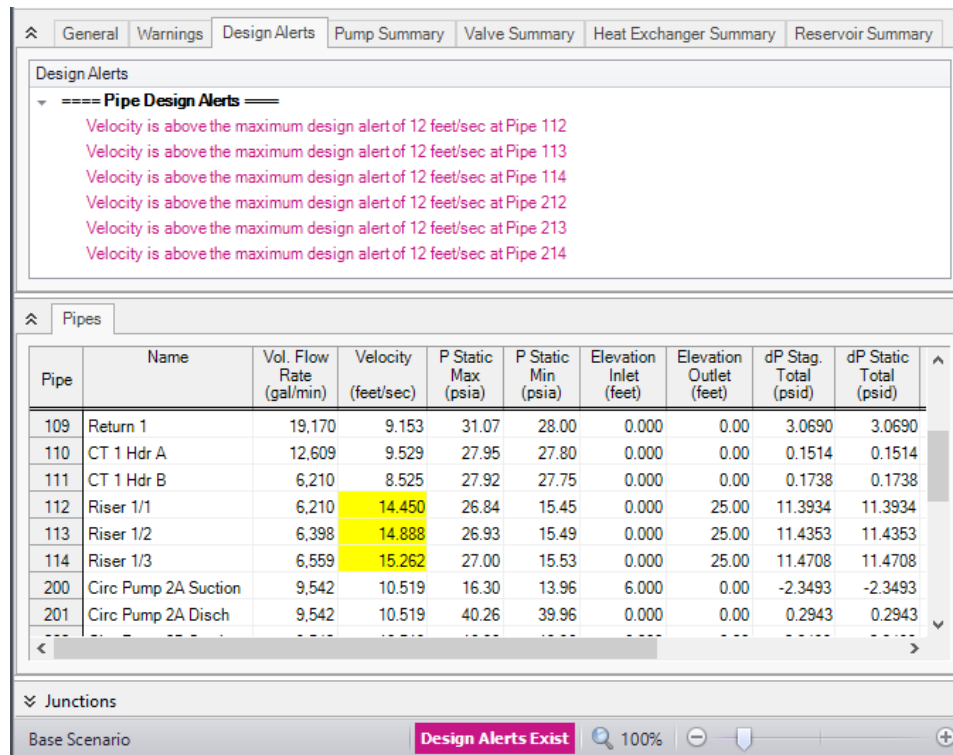 General Warnings Design Alerts Pump Summary Valve Summary Heat Exchanger Summary Reservoir Summary
Design Alerts
==== Pipe Design Alerts ====
Velocity is above the maximum design alert of 12 feet/sec at Pipe 112
Velocity is above the maximum design alert of 12 feet/sec at Pipe 113
Velocity is above the maximum design alert of 12 feet/sec at Pipe 114
Velocity is above the maximum design alert of 12 feet/sec at Pipe 212
Velocity is above the maximum design alert of 12 feet/sec at Pipe 213
Velocity is above the maximum design alert of 12 feet/sec at Pipe 214
Pipes
Pipe Name Vol. Flow Rate (gal/min) Velocity (feet/sec) P Static Max (psia) P Static Min (psia) Elevation Inlet (feet) Elevation Outlet (feet) dP Stag. Total (psid) dP Static Total (psid)
109 Return 1 19,170 9.153 31.07 28.00 0.000 0.00 3.0690 3.0690
110 CT 1 Hdr A 12,609 9.529 27.95 27.80 0.000 0.00 0.1514 0.1514
111 CT 1 Hdr B 6,210 8.525 27.92 27.75 0.000 0.00 0.1738 0.1738
112 Riser 1/1 6,210 14.450 26.84 15.45 0.000 25.00 11.3934 11.3934
113 Riser 1/2 6,398 14.888 26.93 15.49 0.000 25.00 11.4353 11.4353
114 Riser 1/3 6,559 15.262 27.00 15.53 0.000 25.00 11.4708 11.4708
200 Circ Pump 2A Suction 9,542 10.519 16.30 13.96 6.000 0.00 -2.3493 -2.3493
201 Circ Pump 2A Disch 9,542 10.519 40.26 39.96 0.000 0.00 0.2943 0.2943
Junctions
Base Scenario Design Alerts Exist 100%